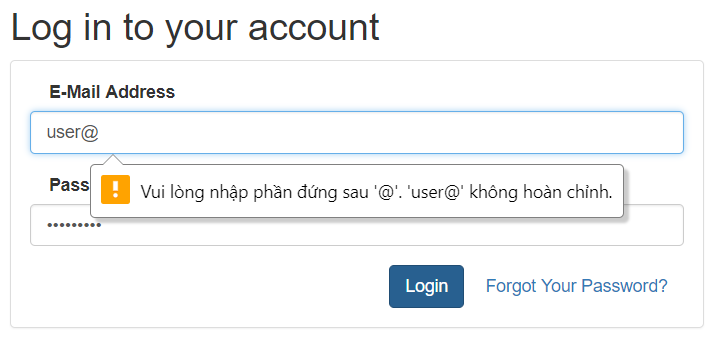 Log in to your account
E-Mail Address
user@
Pass
Vui lòng nhập phần đứng sau '@'. 'user@' không hoàn chỉnh.
•••••••••
Login Forgot Your Password?